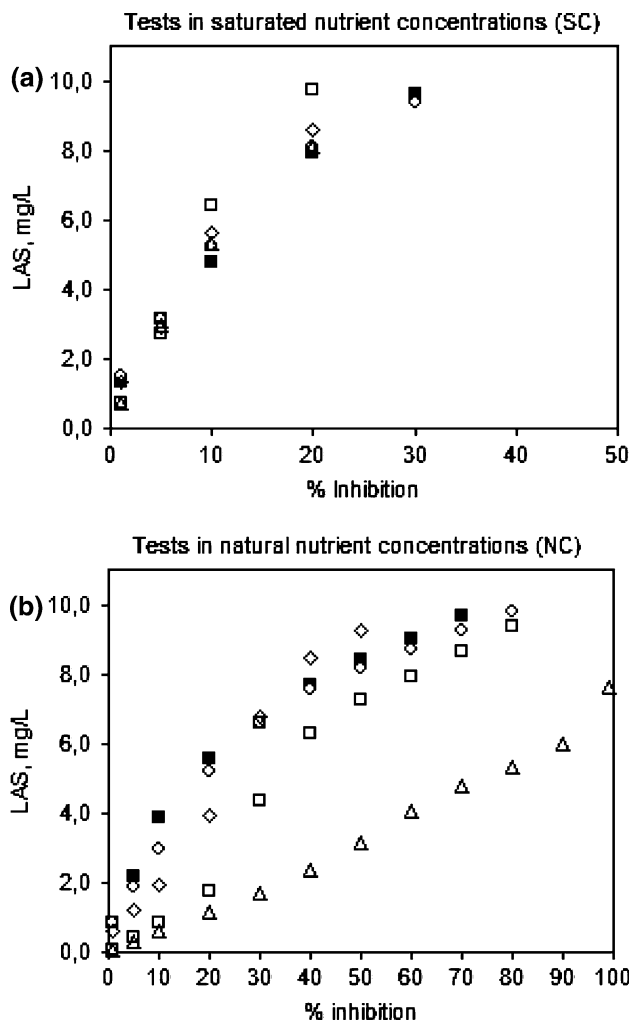 Tests in saturated nutrient concentrations (SC)
(a)
10,0
8,0
6,0
4,0
2,0
0,0
LAS, mg/L
0 10 20 30 40 50
% Inhibition
Tests in natural nutrient concentrations (NC)
(b)
10,0
8,0
6,0
4,0
2,0
0,0
LAS, mg/L
0 10 20 30 40 50 60 70 80 90 100
% inhibition